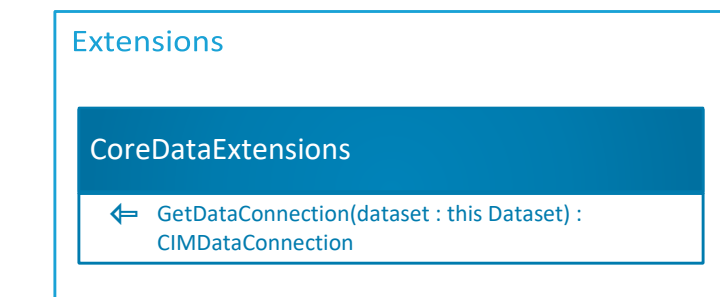 Extensions
CoreDataExtensions
GetDataConnection(dataset : this Dataset) :
CIMDataConnection